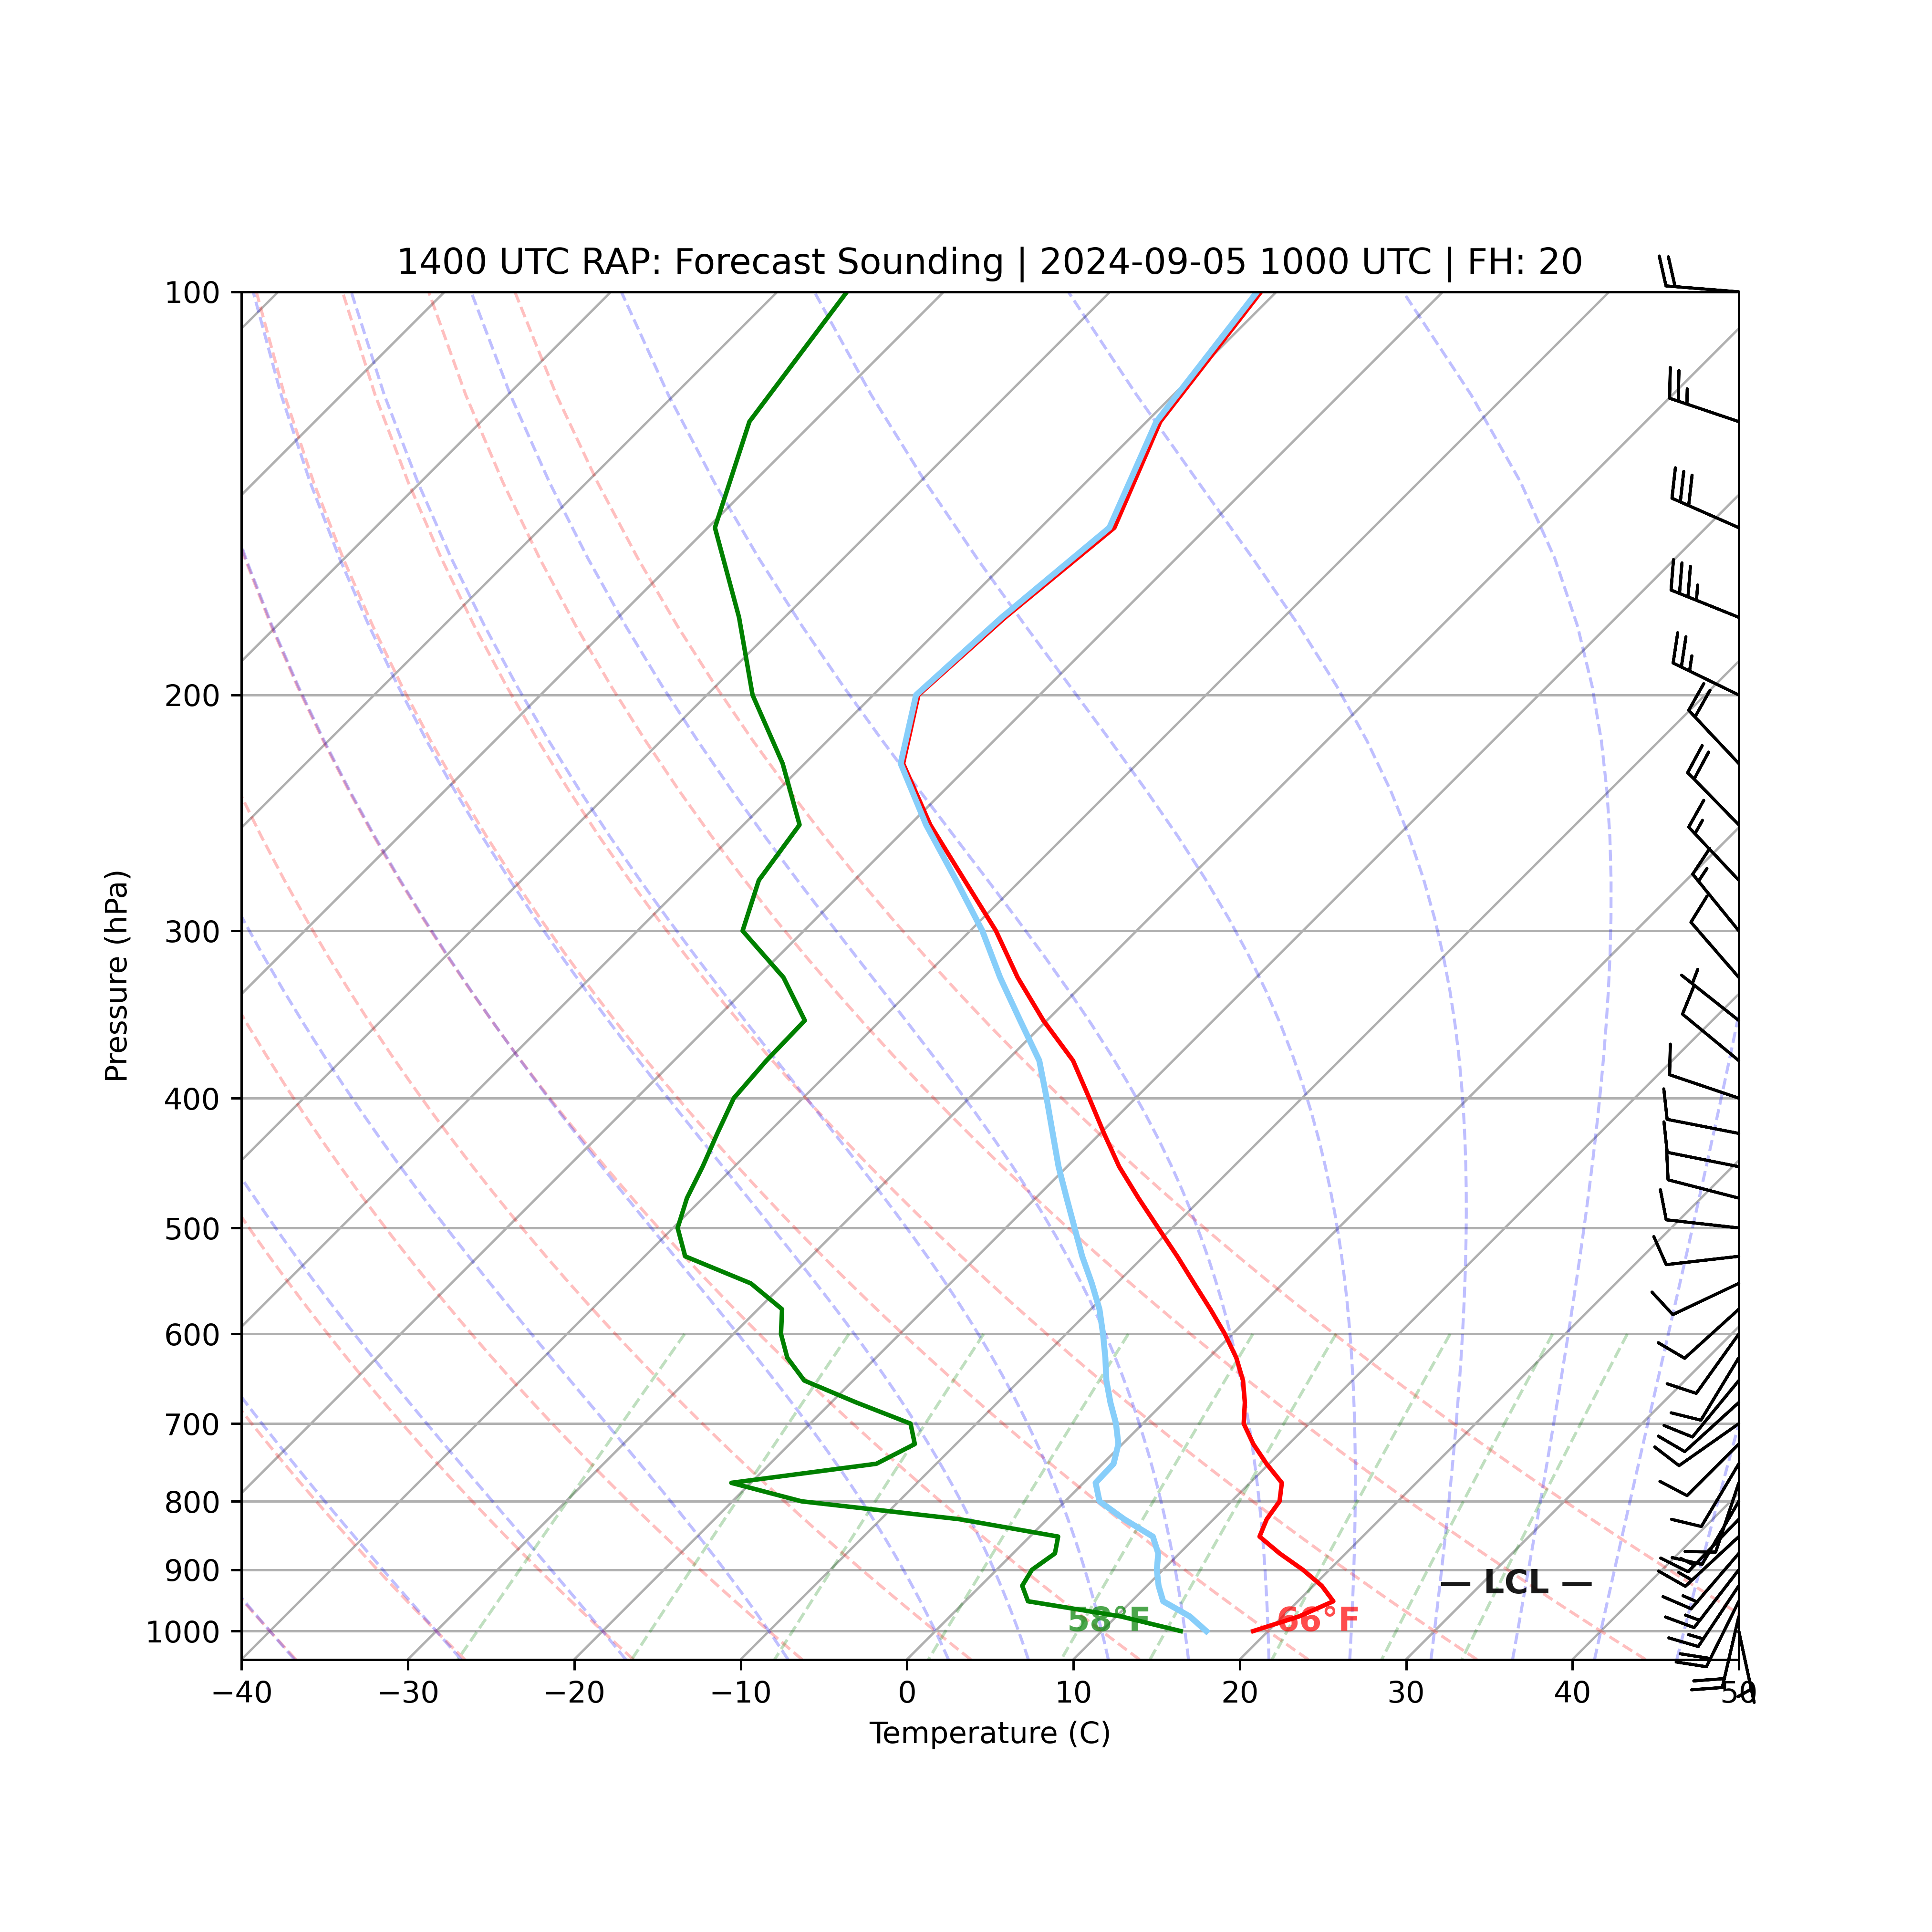 1400 UTC RAP: Forecast Sounding | 2024-09-05 1000 UTC | FH: 20
100
200
300
400
500
600
700
800
900
1000
Pressure (hPa)
— LCL —
58°F 66°F
−40 −30 −20 −10 0 10 20 30 40 50
Temperature (C)